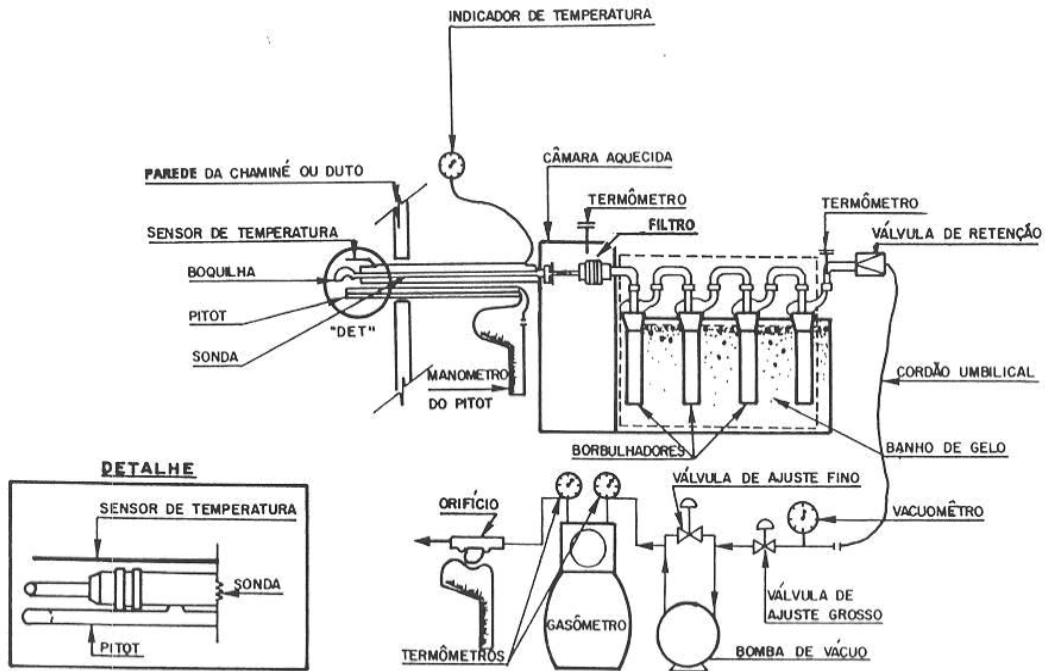 INDICADOR DE TEMPERATURA
CÂMARA AQUECIDA
PAREDE DA CHAMINÉ OU DUTO
TERMÔMETRO
TERMÔMETRO
FILTRO
SENSOR DE TEMPERATURA
VÁLVULA DE RETENÇÃO
BOQUILHA
PITOT
"DET"
SONDA
MANOMETRO
DO PITOT
CORDÃO UMBILICAL
BORBULHADORES
BANHO DE GELO
DETALHE
SENSOR DE TEMPERATURA
SONDA
PITOT
ORIFÍCIO
VÁLVULA DE AJUSTE FINO
VACUOMÊTRO
GASÔMETRO
VÁLVULA DE
AJUSTE GROSSO
TERMÔMETROS
BOMBA DE VÁCUO